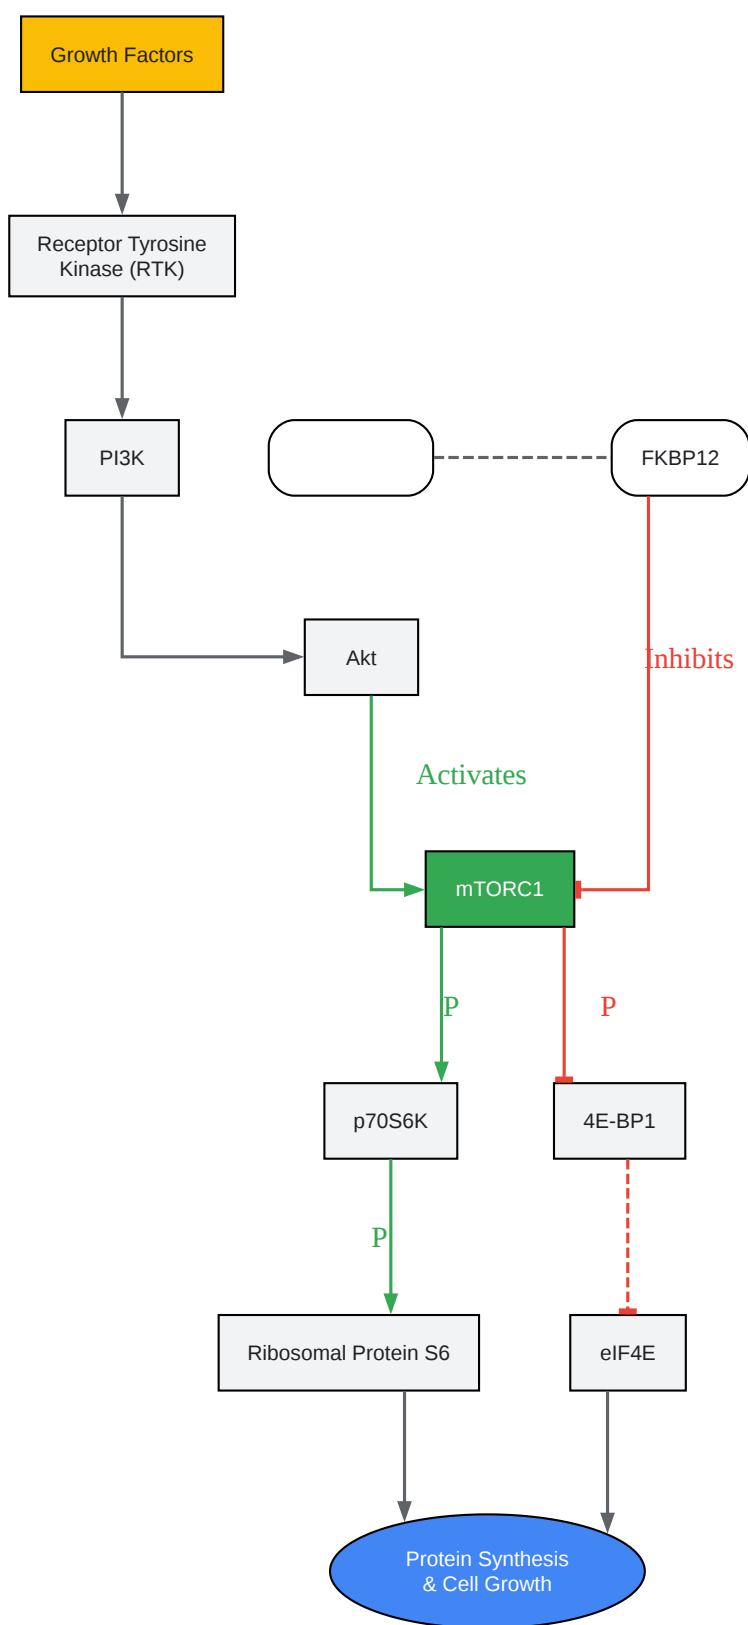 Growth Factors
Receptor Tyrosine
Kinase (RTK)
PI3K
FKBP12
Akt
Inhibits
Activates
mTORC1
P
P
p70S6K
4E-BP1
P
Ribosomal Protein S6
eIF4E
Protein Synthesis
& Cell Growth